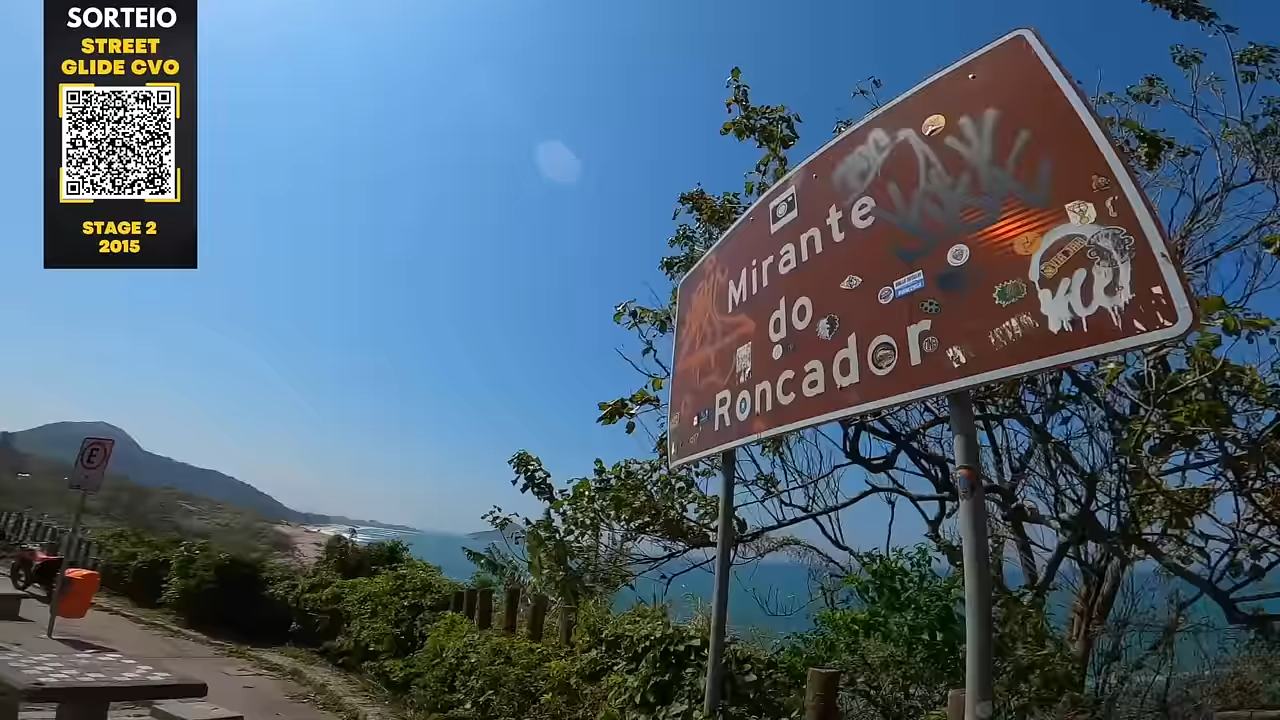 SORTEIO
STREET
GLIDE CVO
STAGE 2
2015
Mirante
do
Roncador
E